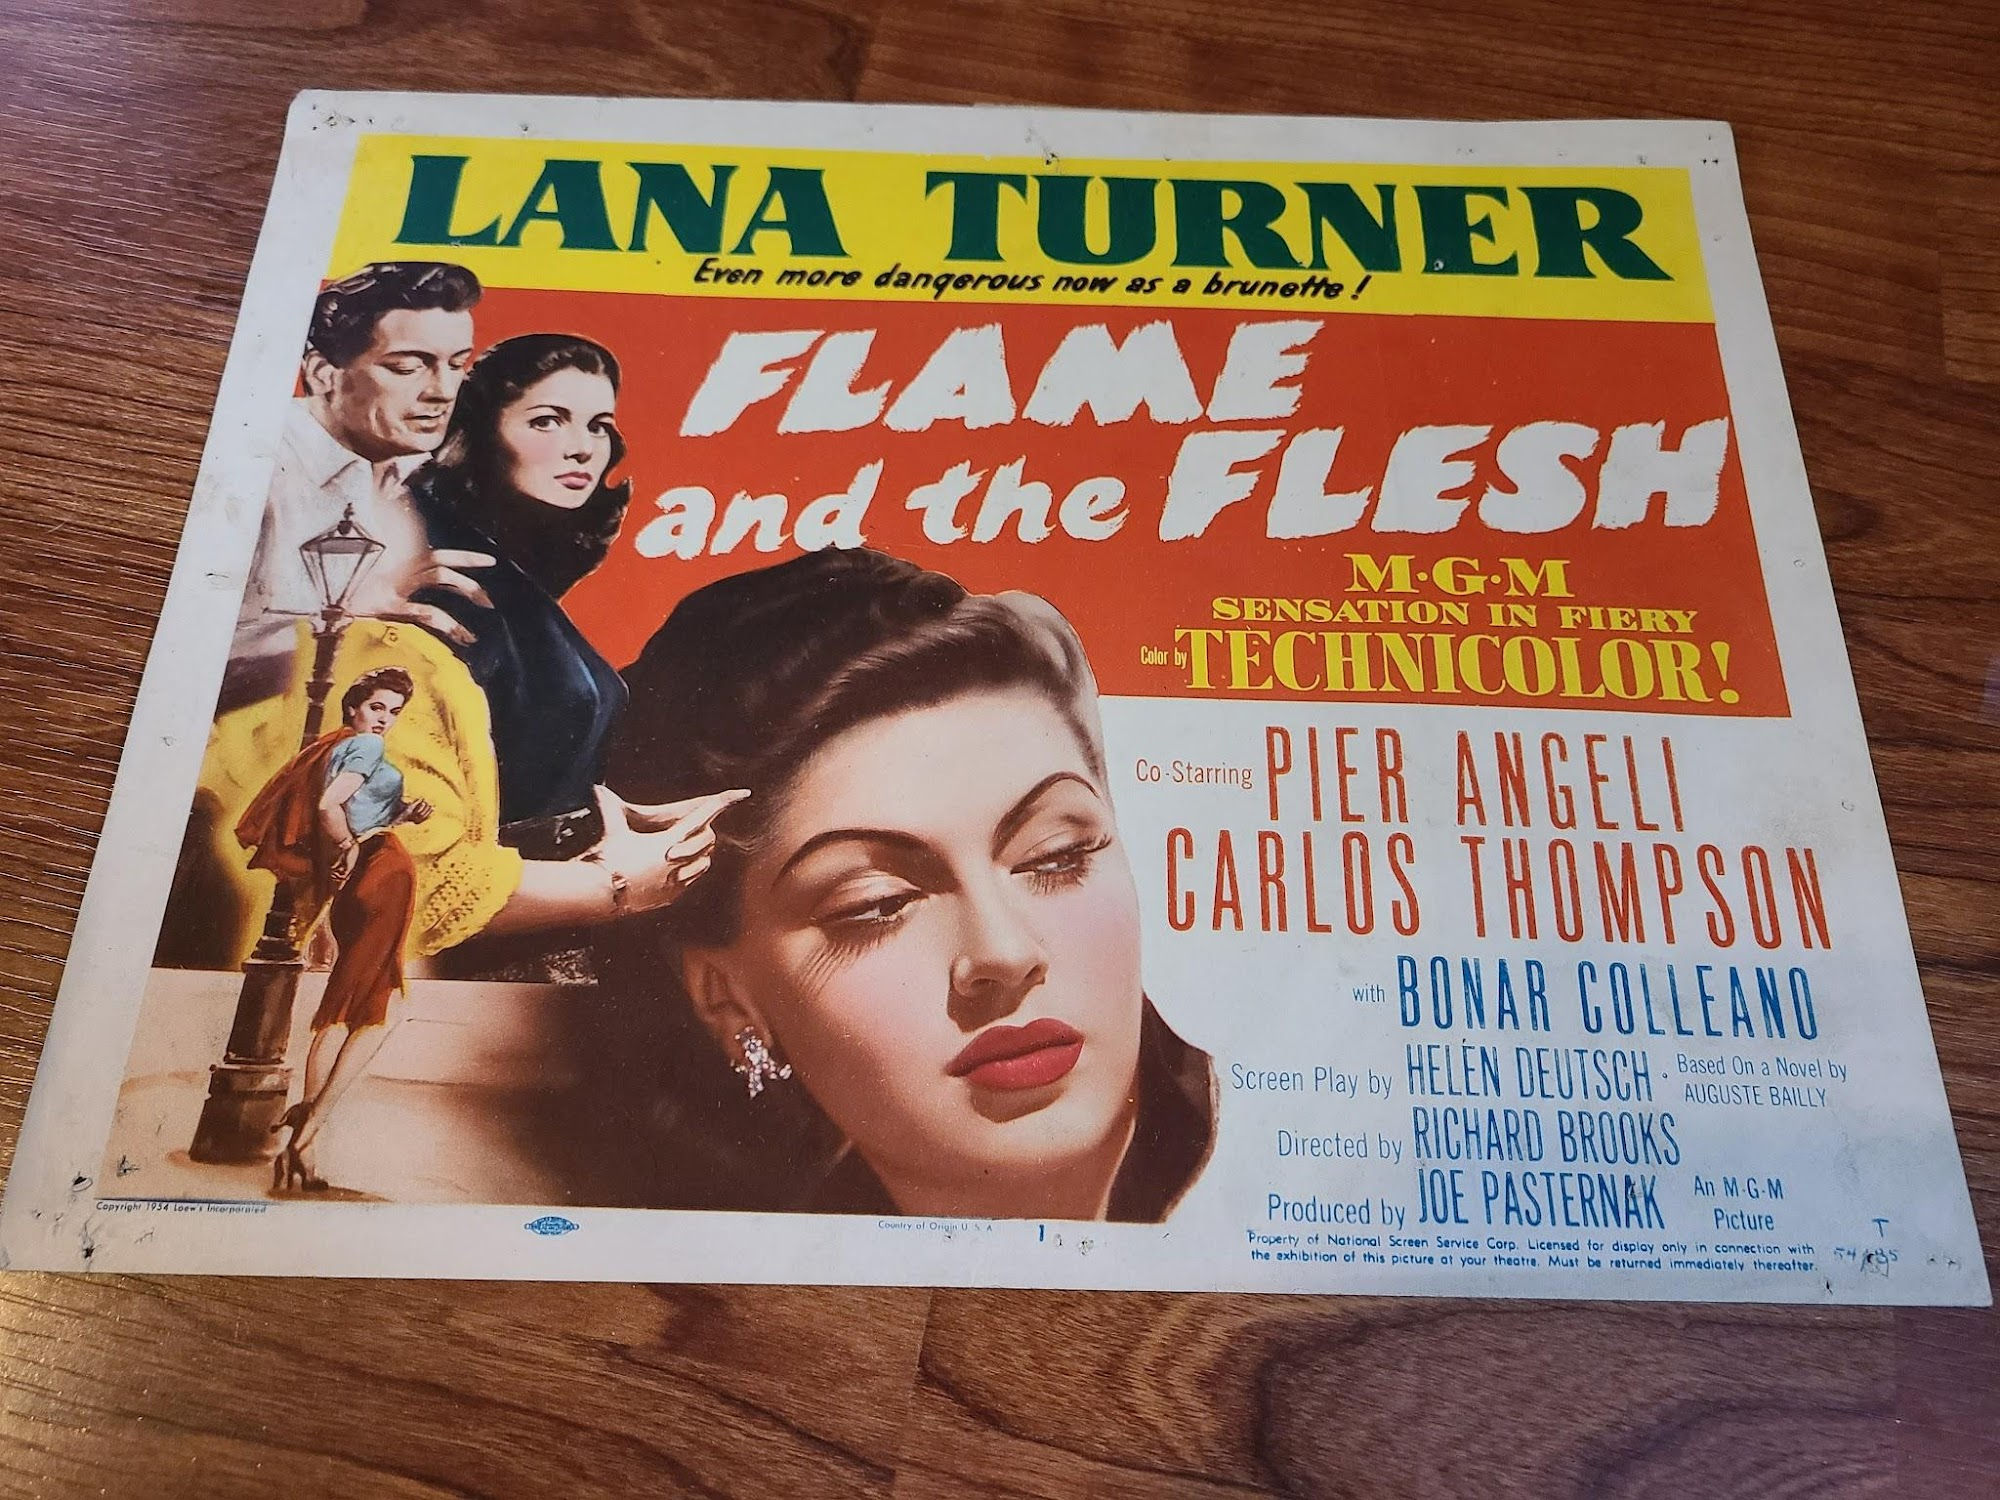 LANA TURNER
Even more dangerous now as a brunette!
FLAME
and the FLESH
M·G·M
SENSATION IN FIERY
Color by TECHNICOLOR!
Co-Starring PIER ANGELI
CARLOS THOMPSON
with BONAR COLLEANO
Screen Play by HELEN DEUTSCH · Based On a Novel by
AUGUSTE BAILLY
Directed by RICHARD BROOKS
Produced by JOE PASTERNAK An M-G-M
Picture
Copyright 1954 Loew's Incorporated
Country of Origin U. S. A
1
Property of National Screen Service Corp. Licensed for display only in connection with
the exhibition of this picture at your theatre. Must be returned immediately thereafter.
T